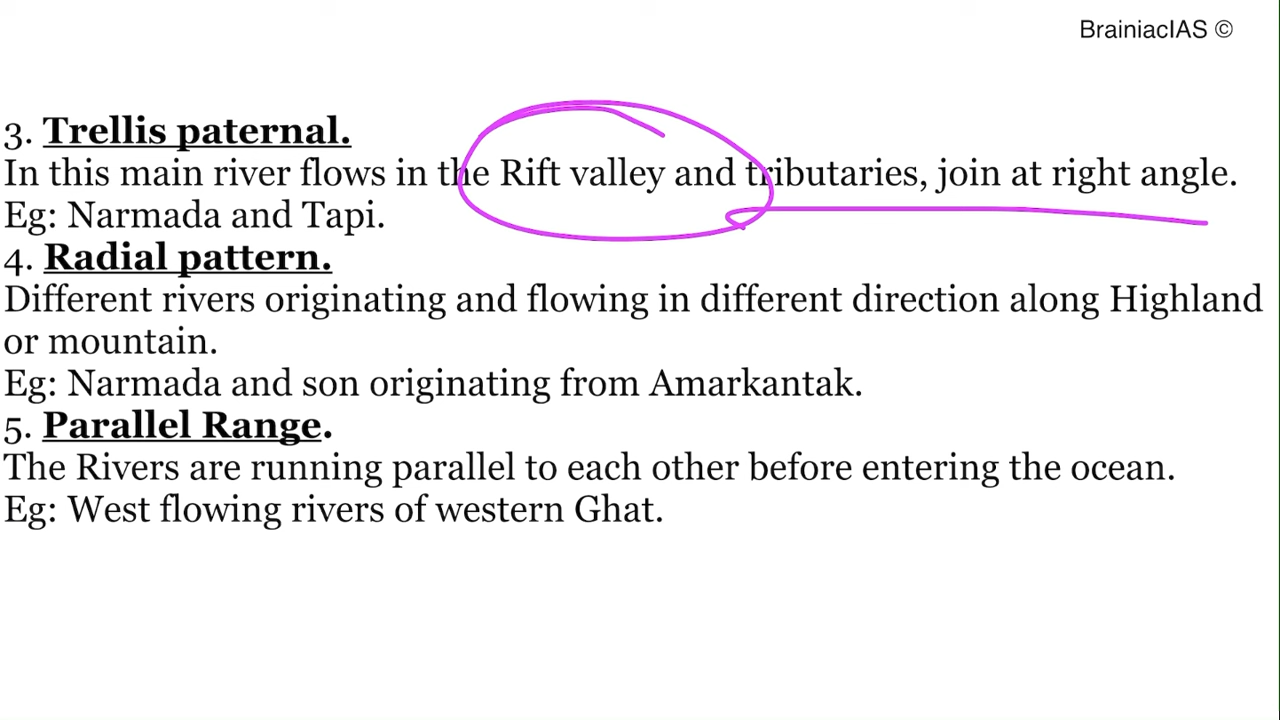 BrainiacIAS ©
3. Trellis paternal.
In this main river flows in the Rift valley and tributaries, join at right angle.
Eg: Narmada and Tapi.
4. Radial pattern.
Different rivers originating and flowing in different direction along Highland
or mountain.
Eg: Narmada and son originating from Amarkantak.
5. Parallel Range.
The Rivers are running parallel to each other before entering the ocean.
Eg: West flowing rivers of western Ghat.